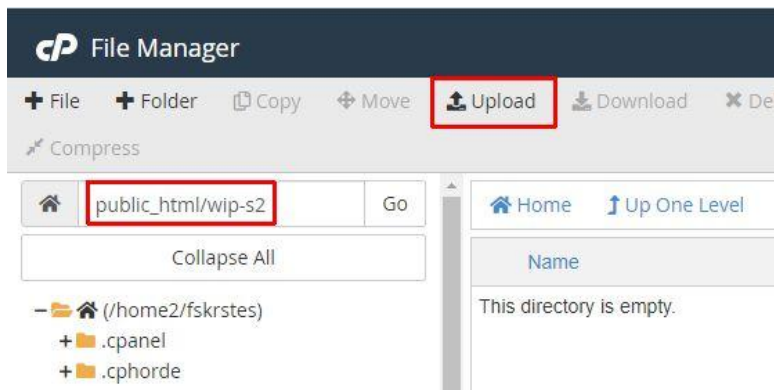 cP File Manager
File Folder Copy Move Upload Download De
Compress
public_html/wip-s2 Go
Home Up One Level
Collapse All
Name
(/home2/fskrstes)
This directory is empty.
.cpanel
.cphorde